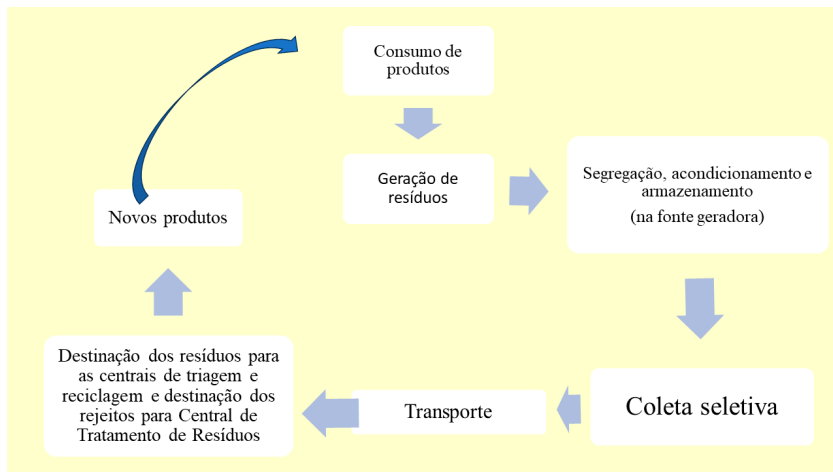 Consumo de
produtos
Geração de
resíduos
Segregação, acondicionamento e
armazenamento
(na fonte geradora)
Coleta seletiva
Transporte
Destinação dos resíduos para
as centrais de triagem e
reciclagem e destinação dos
rejeitos para Central de
Tratamento de Resíduos
Novos produtos